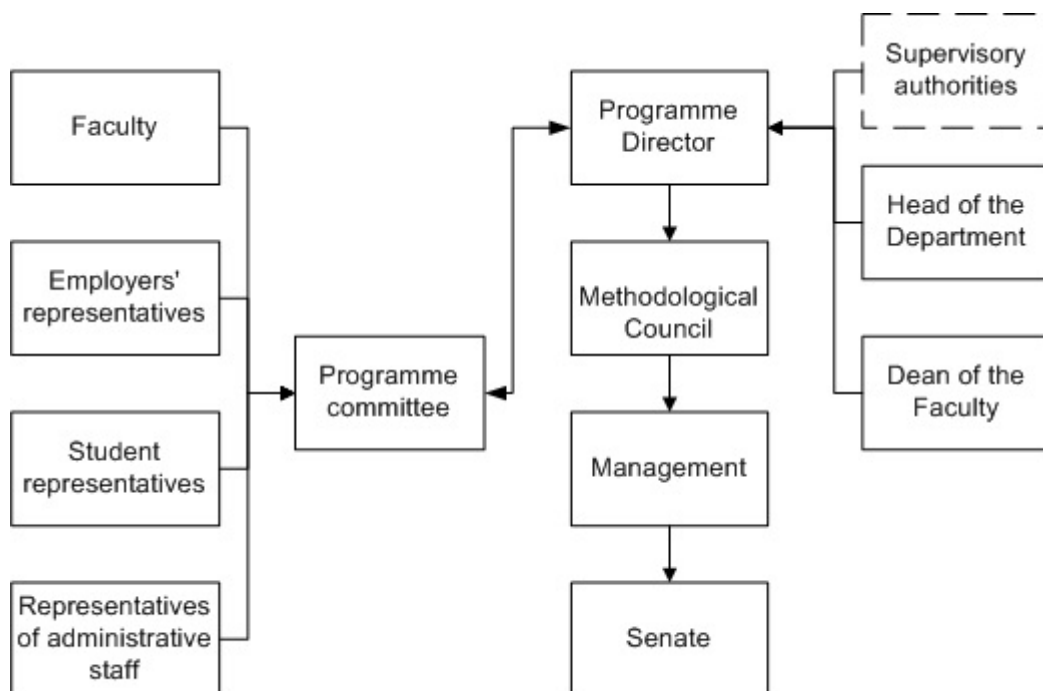 Faculty
Employers'
representatives
Student
representatives
Representatives
of administrative
staff
Programme
committee
Programme
Director
Methodological
Council
Management
Senate
Supervisory
authorities
Head of the
Department
Dean of the
Faculty